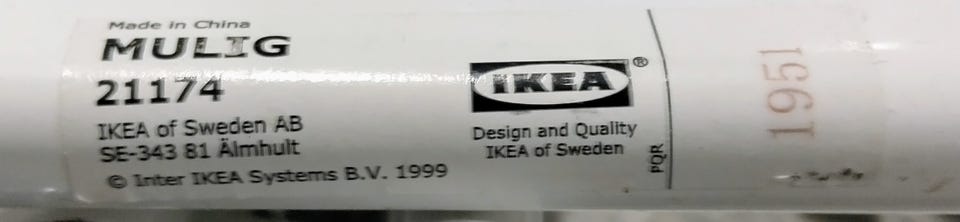 Made in China
MULIG
21174
IKEA of Sweden AB
SE-343 81 Älmhult
© Inter IKEA Systems B.V. 1999
IKEA®
Design and Quality
IKEA of Sweden
PQR
1951